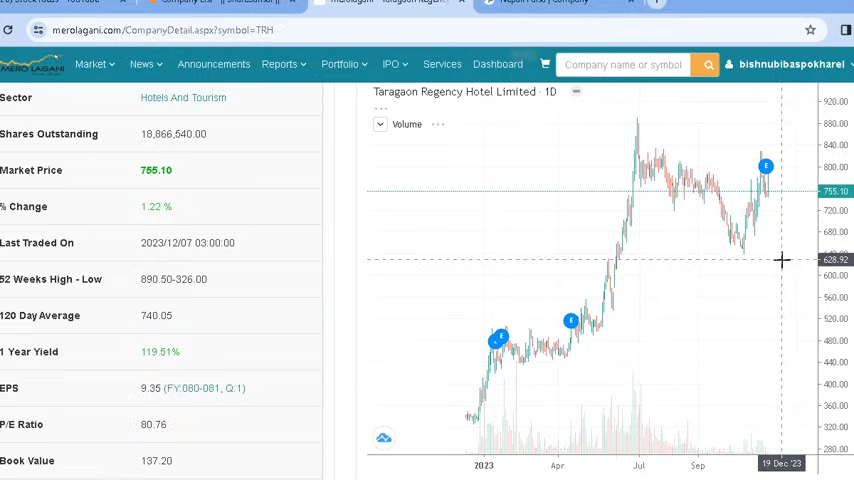 merolagani.com/CompanyDetail.aspx?symbol=TRH
MERO LAGANI
Market
News
Announcements
Reports
Portfolio
IPO
Services
Dashboard
Company name or symbol
bishnubibaspokharel
Sector Hotels And Tourism
Shares Outstanding 18,866,540.00
Market Price 755.10
% Change 1.22 %
Last Traded On 2023/12/07 03:00:00
52 Weeks High - Low 890.50-326.00
120 Day Average 740.05
1 Year Yield 119.51%
EPS 9.35 (FY:080-081, Q:1)
P/E Ratio 80.76
Book Value 137.20
Taragaon Regency Hotel Limited · 1D
Volume
E
E
E
920.00
880.00
840.00
800.00
755.10
720.00
680.00
628.92
600.00
560.00
520.00
480.00
440.00
400.00
360.00
320.00
280.00
2023
Apr
Jul
Sep
19 Dec '23